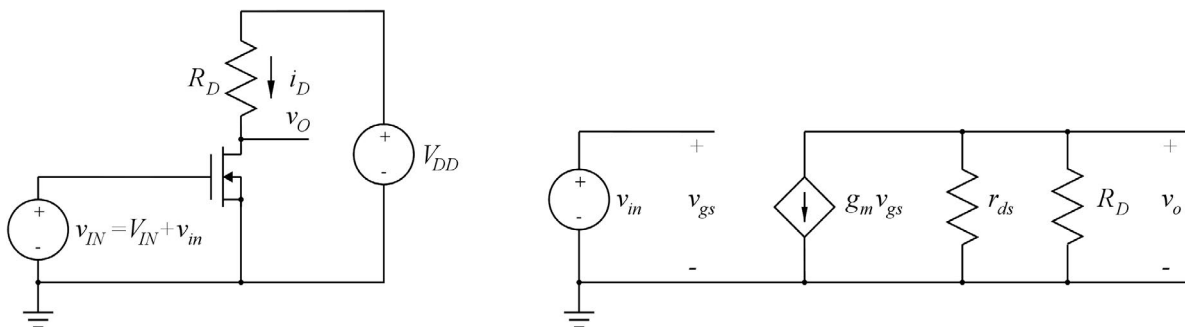 R_D
i_D
v_O
+
-
V_DD
+
-
v_IN = V_IN + v_in
+
-
v_in
+
v_gs
-
g_m v_gs
r_ds
R_D
+
v_o
-